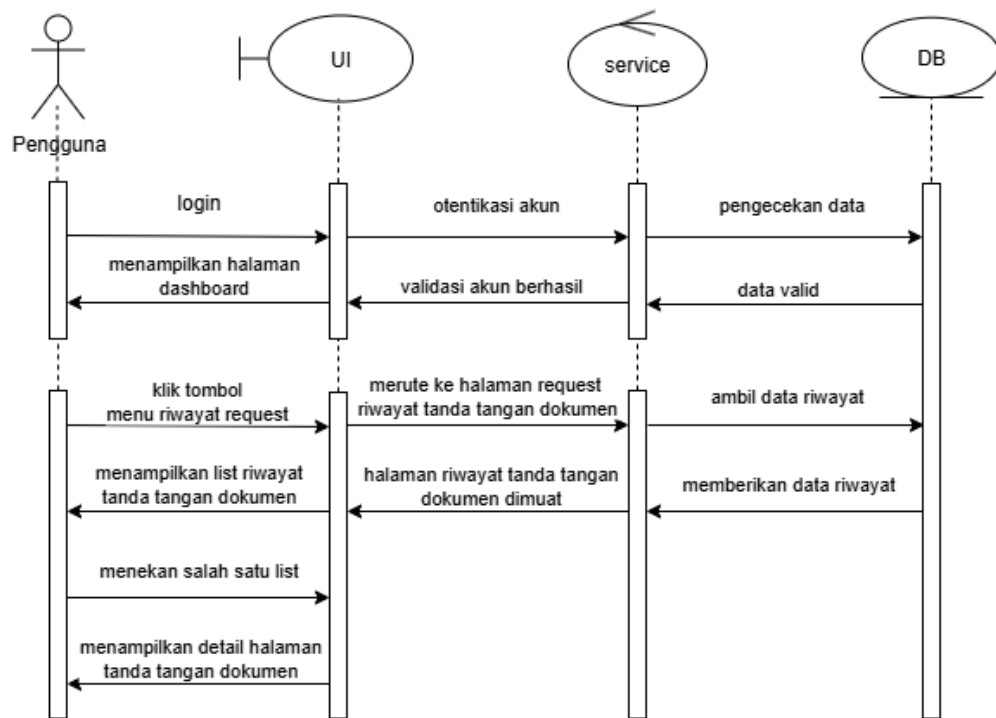 UI
service
DB
Pengguna
login
otentikasi akun
pengecekan data
menampilkan halaman
dashboard
validasi akun berhasil
data valid
klik tombol
menu riwayat request
merute ke halaman request
riwayat tanda tangan dokumen
ambil data riwayat
menampilkan list riwayat
tanda tangan dokumen
halaman riwayat tanda tangan
dokumen dimuat
memberikan data riwayat
menekan salah satu list
menampilkan detail halaman
tanda tangan dokumen